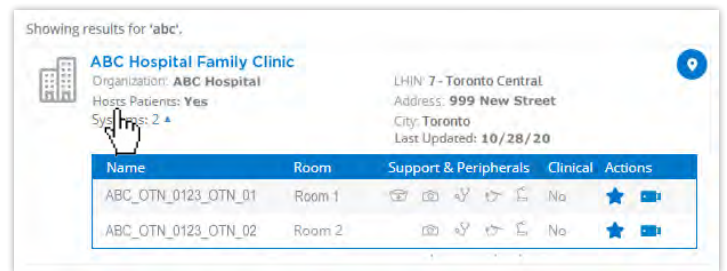 Showing results for 'abc'.
ABC Hospital Family Clinic
Organization: ABC Hospital
LHIN: 7 - Toronto Central
Hosts Patients: Yes
Address: 999 New Street
Systems: 2
City: Toronto
Last Updated: 10/28/20
Name Room Support & Peripherals Clinical Actions
ABC_OTN_0123_OTN_01 Room 1 No
ABC_OTN_0123_OTN_02 Room 2 No